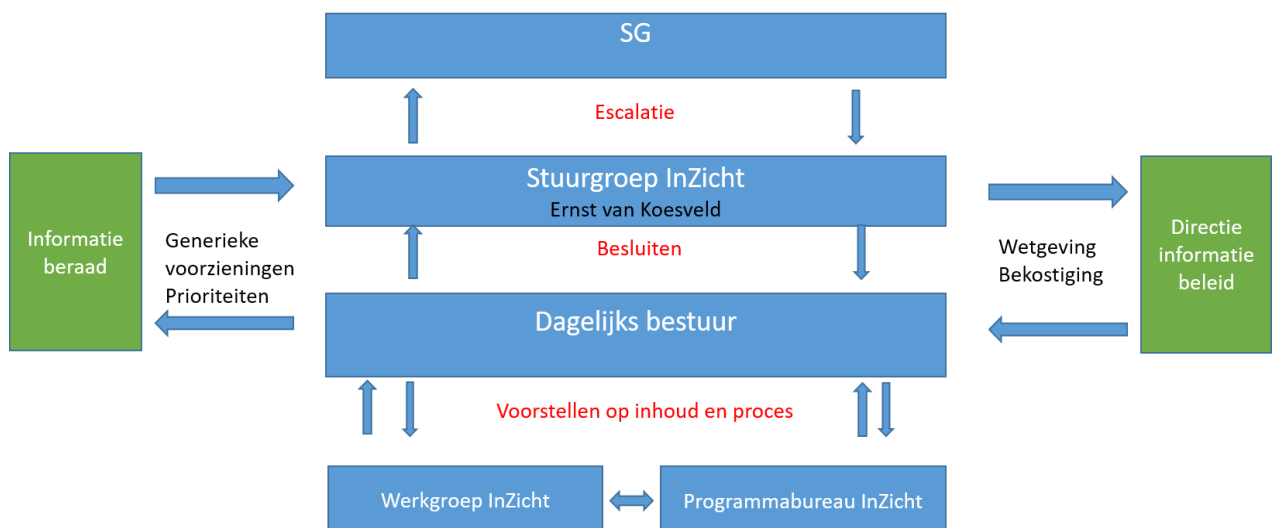 SG
Escalatie
Stuurgroep InZicht
Ernst van Koesveld
Informatie
beraad
Generieke
voorzieningen
Prioriteiten
Besluiten
Wetgeving
Bekostiging
Directie
informatie
beleid
Dagelijks bestuur
Voorstellen op inhoud en proces
Werkgroep InZicht
Programmabureau InZicht